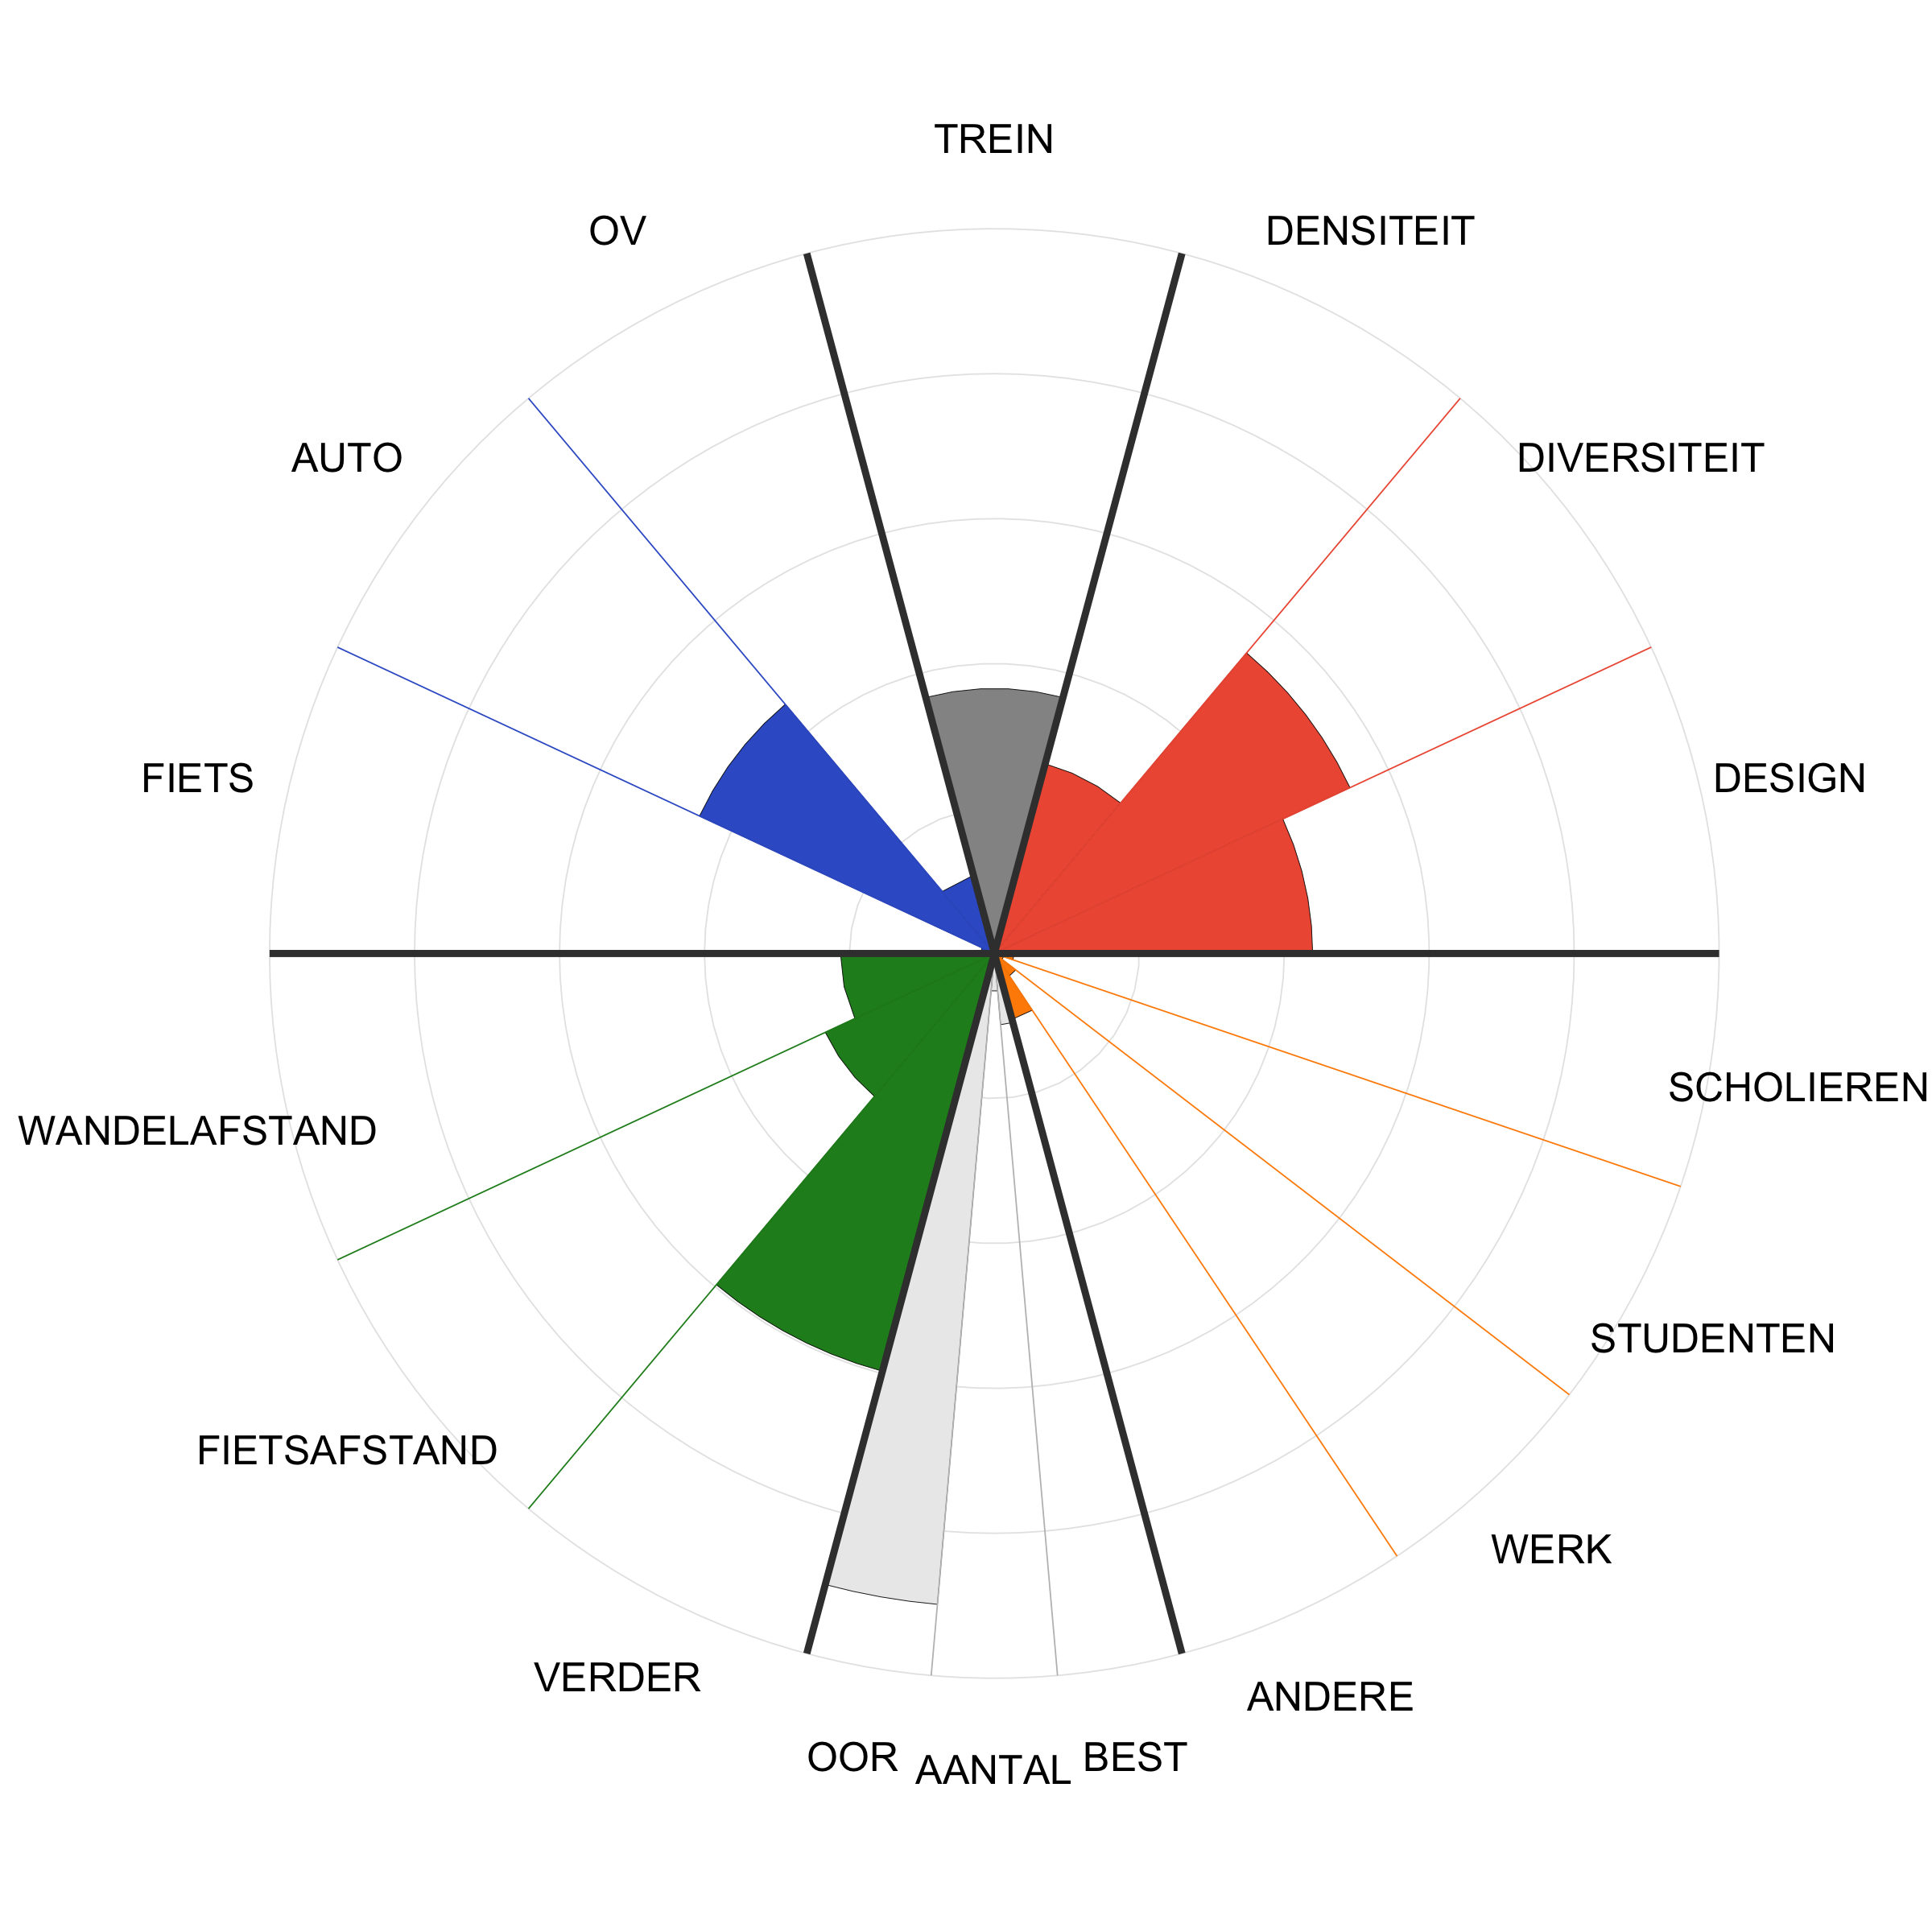 TREIN
OV
DENSITEIT
AUTO
DIVERSITEIT
FIETS
DESIGN
SCHOLIEREN
WANDELAFSTAND
STUDENTEN
FIETSAFSTAND
WERK
VERDER
ANDERE
OOR
AANTAL
BEST